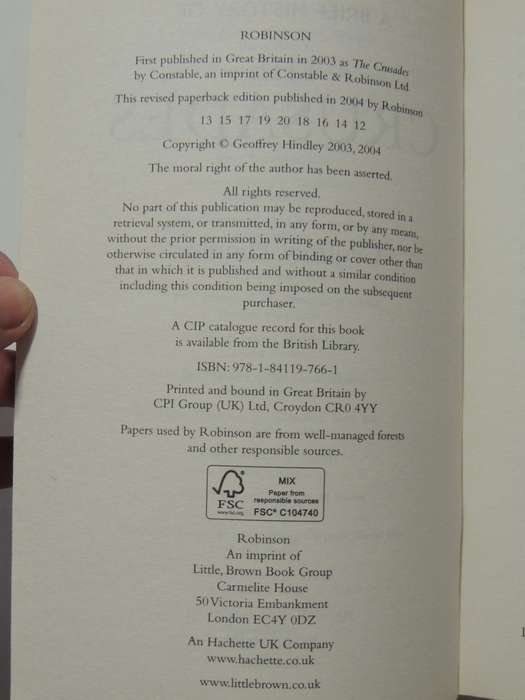 ROBINSON
First published in Great Britain in 2003 as The Crusades
by Constable, an imprint of Constable & Robinson Ltd
This revised paperback edition published in 2004 by Robinson
13 15 17 19 20 18 16 14 12
Copyright © Geoffrey Hindley 2003, 2004
The moral right of the author has been asserted.
All rights reserved.
No part of this publication may be reproduced, stored in a
retrieval system, or transmitted, in any form, or by any means,
without the prior permission in writing of the publisher, nor be
otherwise circulated in any form of binding or cover other than
that in which it is published and without a similar condition
including this condition being imposed on the subsequent
purchaser.
A CIP catalogue record for this book
is available from the British Library.
ISBN: 978-1-84119-766-1
Printed and bound in Great Britain by
CPI Group (UK) Ltd, Croydon CR0 4YY
Papers used by Robinson are from well-managed forests
and other responsible sources.
MIX
Paper from
responsible sources
FSC
www.fsc.org
FSC® C104740
Robinson
An imprint of
Little, Brown Book Group
Carmelite House
50 Victoria Embankment
London EC4Y 0DZ
An Hachette UK Company
www.hachette.co.uk
www.littlebrown.co.uk